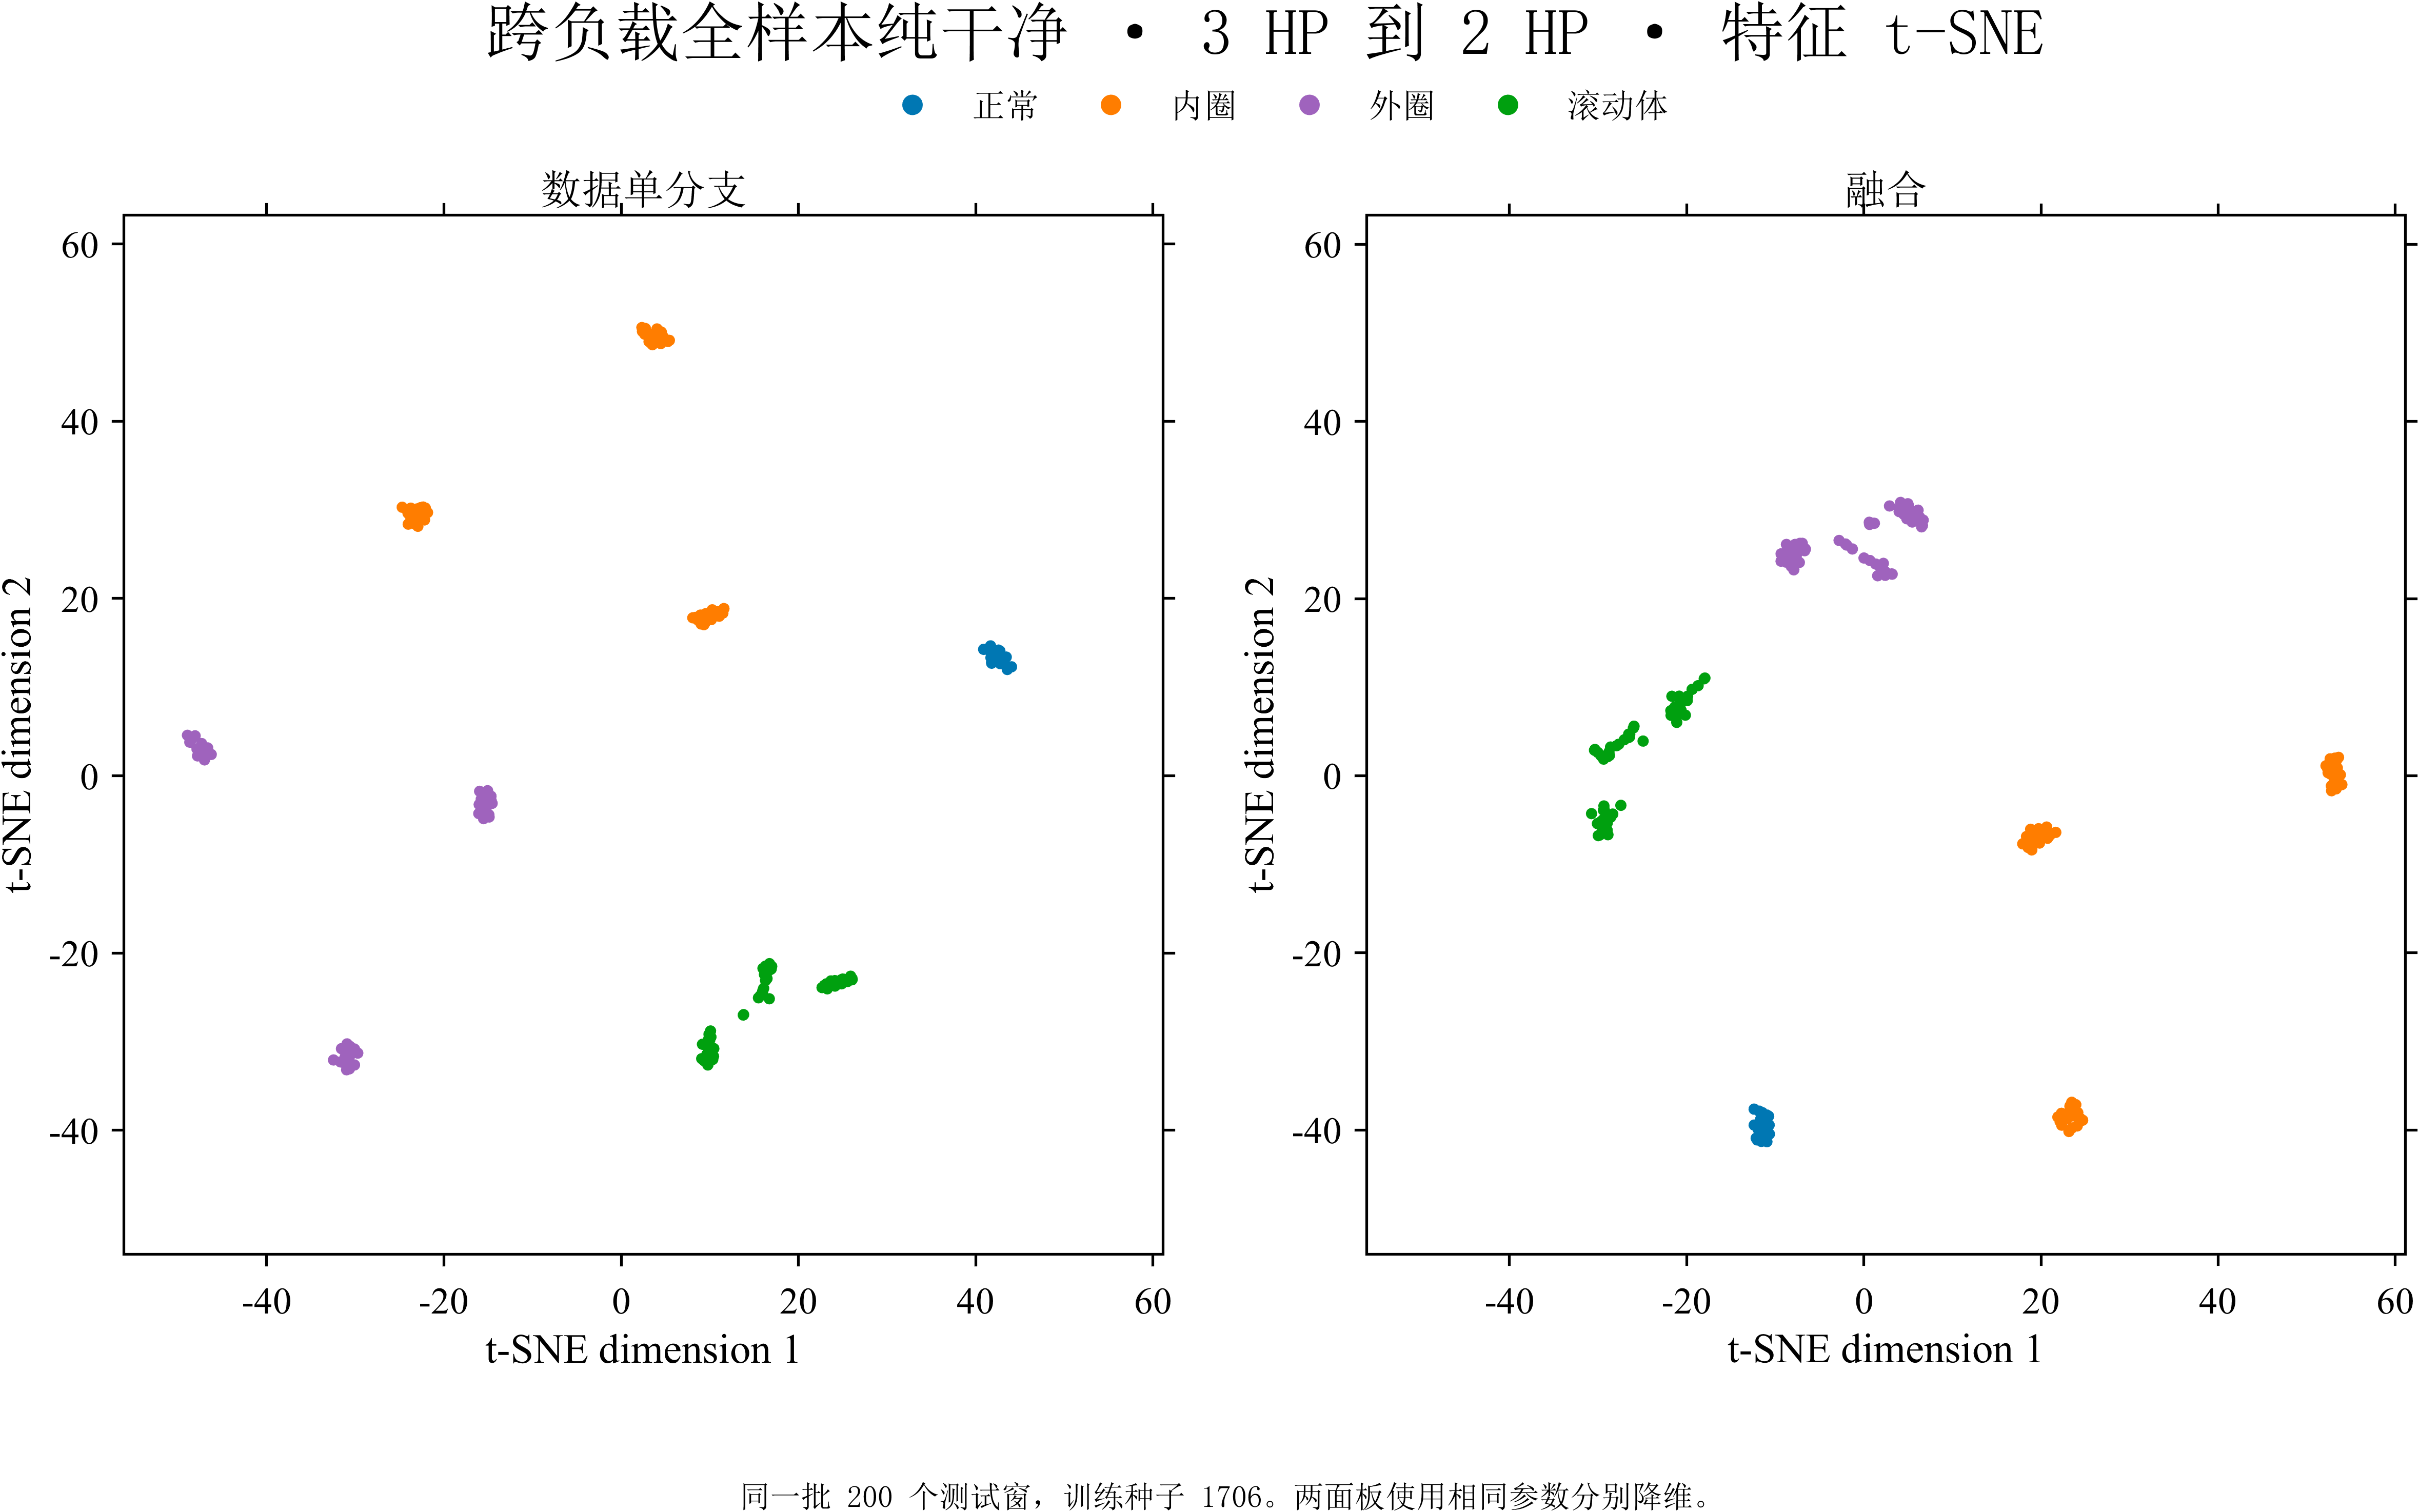 跨负载全样本纯干净 · 3 HP 到 2 HP · 特征 t-SNE
正常 内圈 外圈 滚动体
数据单分支
60
40
20
0
-20
-40
t-SNE dimension 2
-40 -20 0 20 40 60
t-SNE dimension 1
融合
60
40
20
0
-20
-40
t-SNE dimension 2
-40 -20 0 20 40 60
t-SNE dimension 1
同一批 200 个测试窗，训练种子 1706。两面板使用相同参数分别降维。